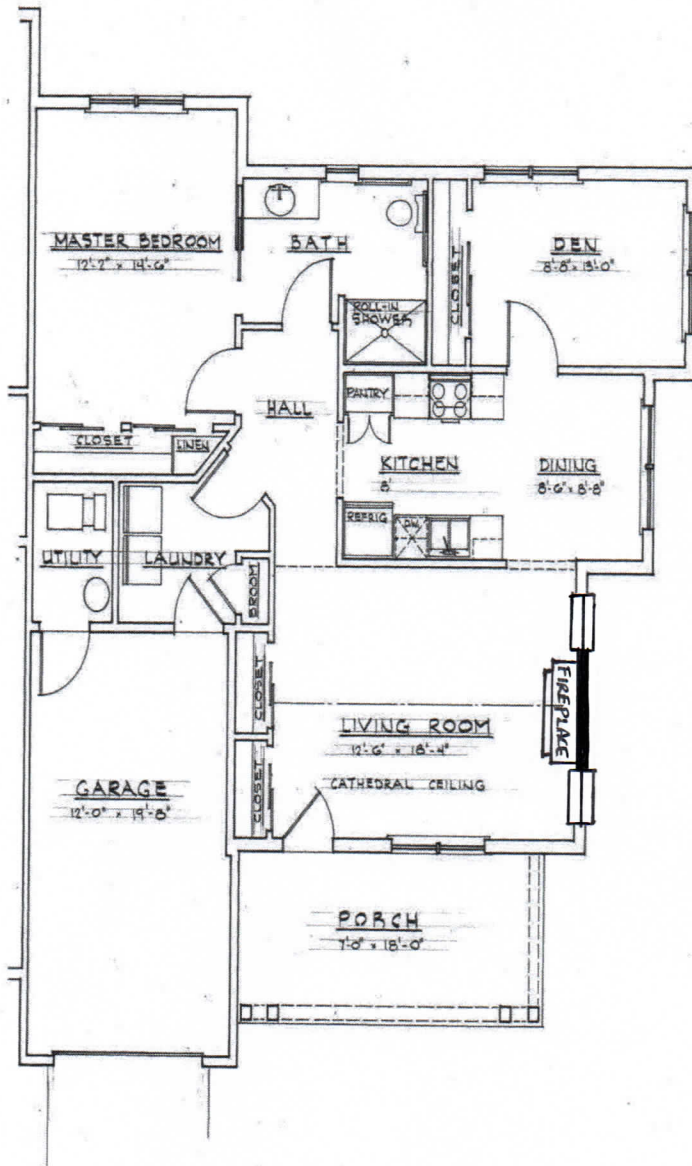 MASTER BEDROOM
12'-2" x 14'-6"
BATH
DEN
8'-8" x 13'-0"
ROLL-IN
SHOWER
CLOSET
HALL
PANTRY
CLOSET
LINEN
KITCHEN
8'
DINING
8'-6" x 8'-8"
REFRIG
DW
UTILITY
LAUNDRY
BROOM
CLOSET
FIREPLACE
LIVING ROOM
12'-6" x 18'-4"
CATHEDRAL CEILING
CLOSET
GARAGE
12'-0" x 19'-8"
PORCH
7'-0" x 18'-0"